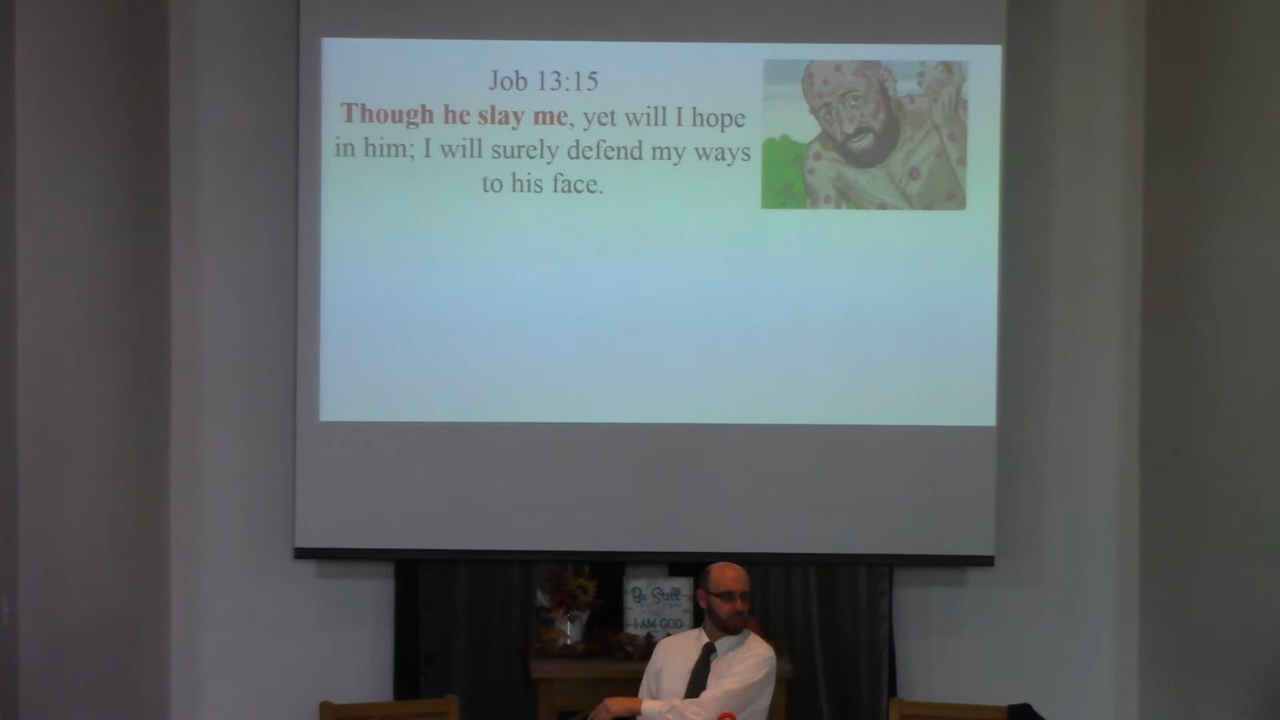 Job 13:15
Though he slay me, yet will I hope
in him; I will surely defend my ways
to his face.
Be Still
I AM GOD